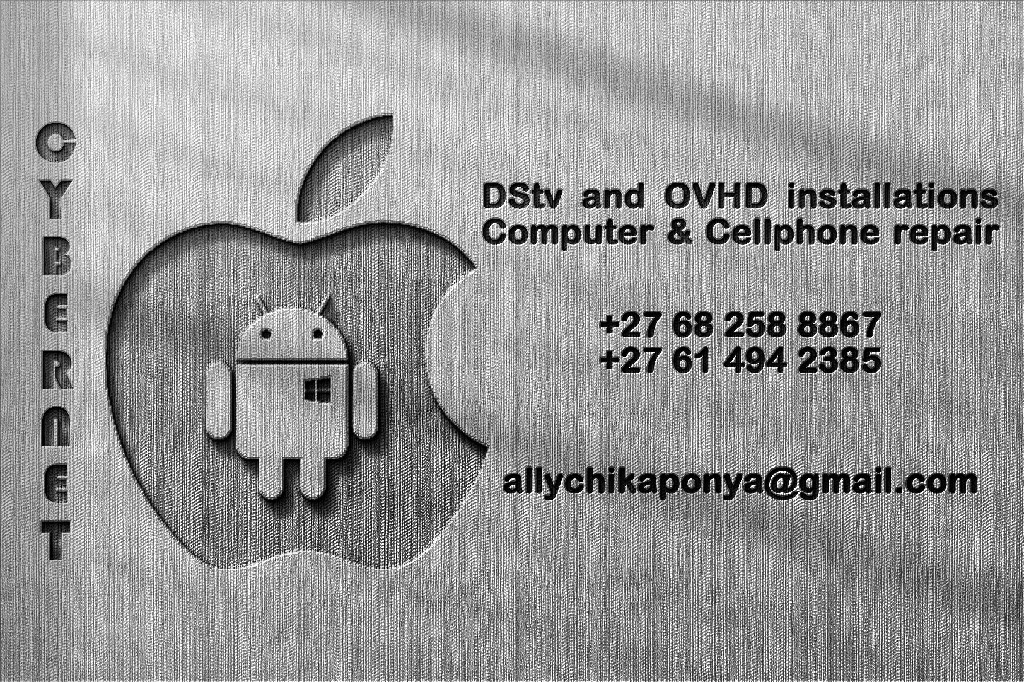 CYBERNET
DStv and OVHD installations
Computer & Cellphone repair
+27 68 258 8867
+27 61 494 2385
allychikaponya@gmail.com